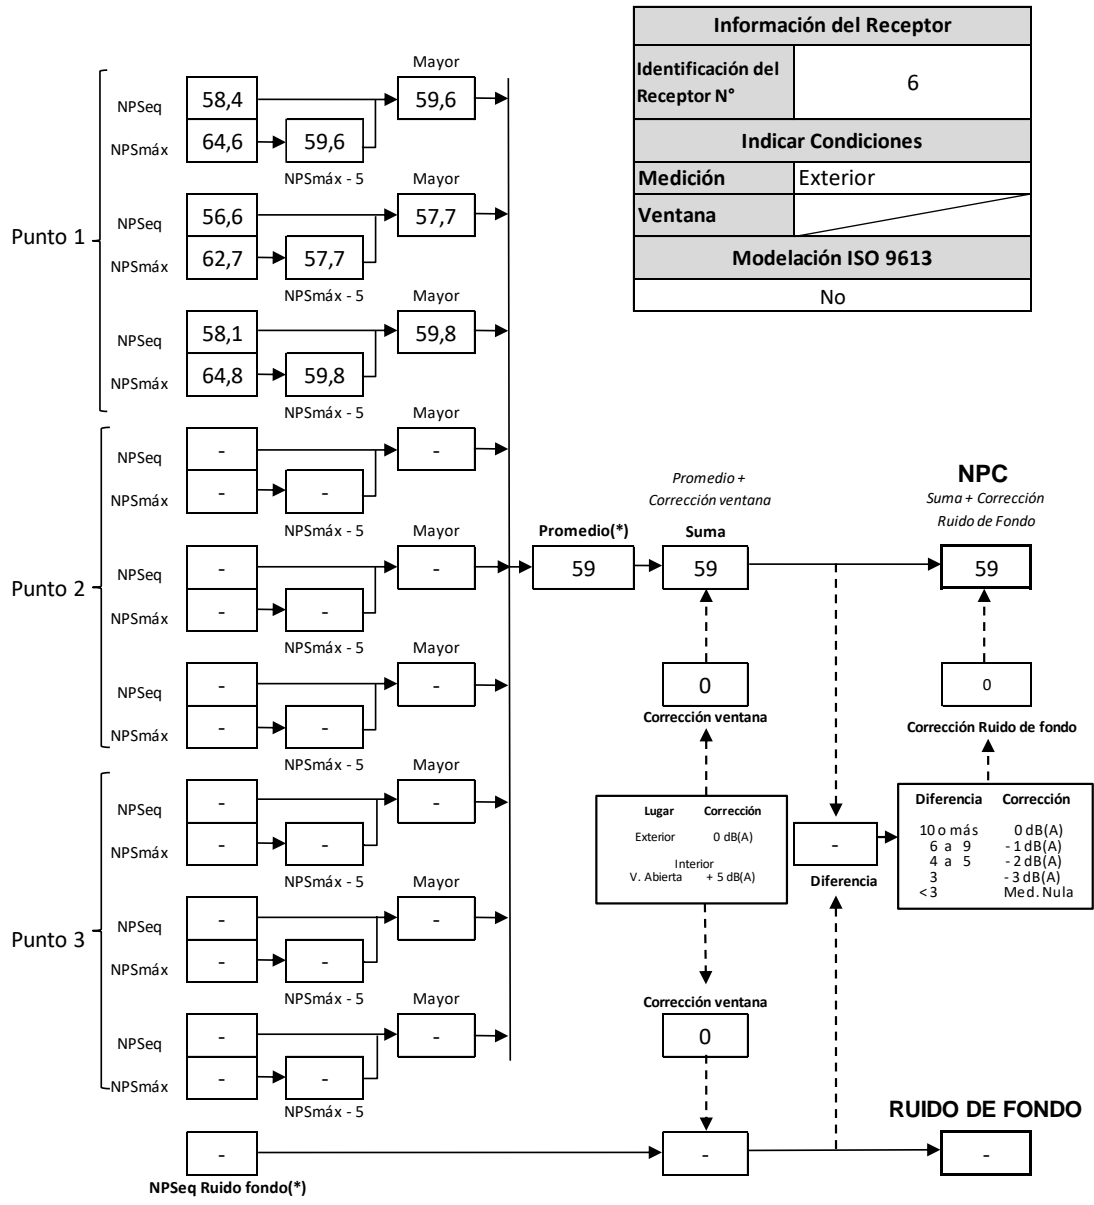 Información del Receptor
Identificación del
Receptor N°
6
Indicar Condiciones
Medición
Exterior
Ventana
Modelación ISO 9613
No
Punto 1
NPSeq
58,4
Mayor
59,6
NPSmáx
64,6
59,6
NPSmáx - 5
NPSeq
56,6
Mayor
57,7
NPSmáx
62,7
57,7
NPSmáx - 5
NPSeq
58,1
Mayor
59,8
NPSmáx
64,8
59,8
NPSmáx - 5
Punto 2
NPSeq
-
Mayor
-
NPSmáx
-
-
NPSmáx - 5
NPSeq
-
Mayor
-
NPSmáx
-
-
NPSmáx - 5
NPSeq
-
Mayor
-
NPSmáx
-
-
NPSmáx - 5
Punto 3
NPSeq
-
Mayor
-
NPSmáx
-
-
NPSmáx - 5
NPSeq
-
Mayor
-
NPSmáx
-
-
NPSmáx - 5
NPSeq
-
Mayor
-
NPSmáx
-
-
NPSmáx - 5
Promedio(*)
59
Promedio +
Corrección ventana
Suma
59
NPC
Suma + Corrección
Ruido de Fondo
59
0
Corrección ventana
0
Corrección Ruido de fondo
Lugar Corrección
Exterior 0 dB(A)
Interior
V. Abierta + 5 dB(A)
-
Diferencia
Diferencia Corrección
10 o más 0 dB(A)
6 a 9 - 1 dB(A)
4 a 5 - 2 dB(A)
3 - 3 dB(A)
< 3 Med. Nula
Corrección ventana
0
RUIDO DE FONDO
-
-
-
NPSeq Ruido fondo(*)